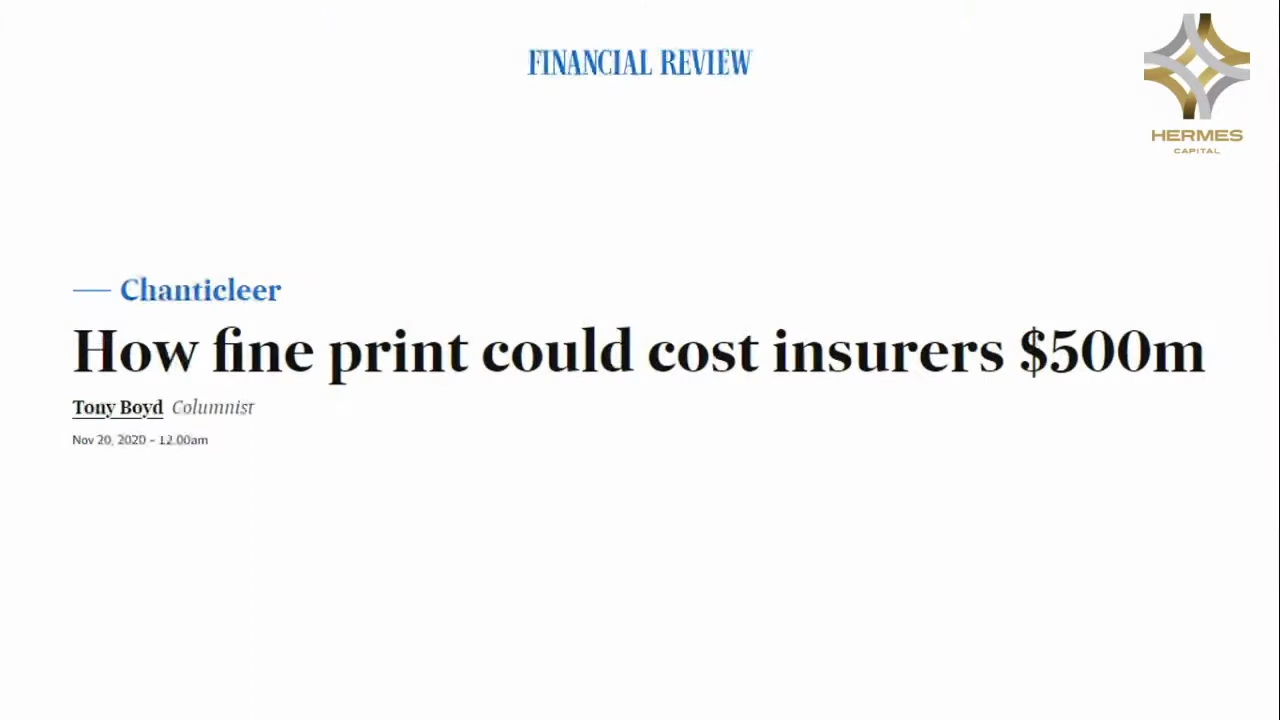 FINANCIAL REVIEW
HERMES
CAPITAL
Chanticleer
How fine print could cost insurers $500m
Tony Boyd Columnist
Nov 20, 2020 – 12.00am